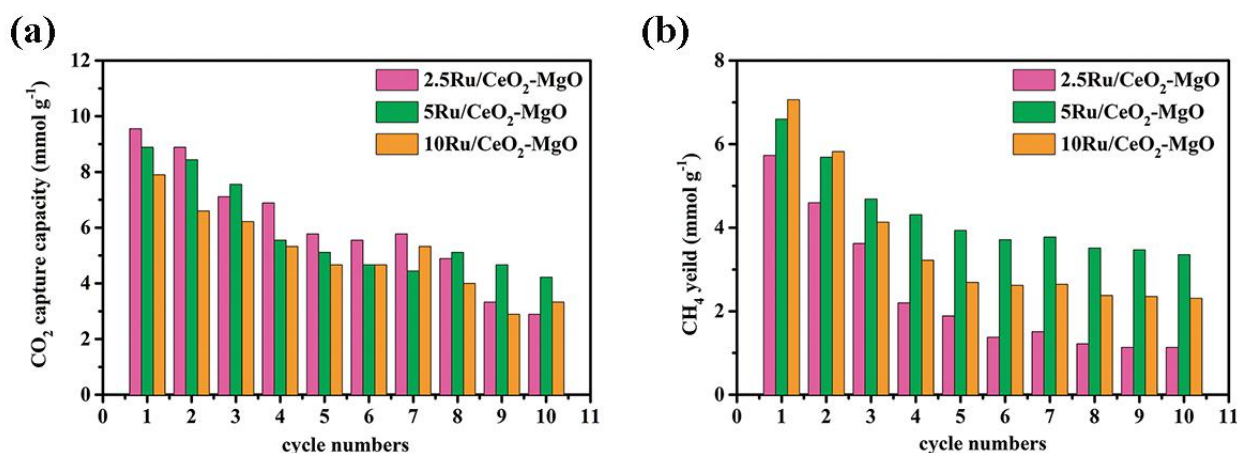 (a)
CO₂ capture capacity (mmol g⁻¹)
12
10
8
6
4
2
0
2.5Ru/CeO₂-MgO
5Ru/CeO₂-MgO
10Ru/CeO₂-MgO
0 1 2 3 4 5 6 7 8 9 10 11
cycle numbers
(b)
CH₄ yeild (mmol g⁻¹)
8
6
4
2
0
2.5Ru/CeO₂-MgO
5Ru/CeO₂-MgO
10Ru/CeO₂-MgO
0 1 2 3 4 5 6 7 8 9 10 11
cycle numbers